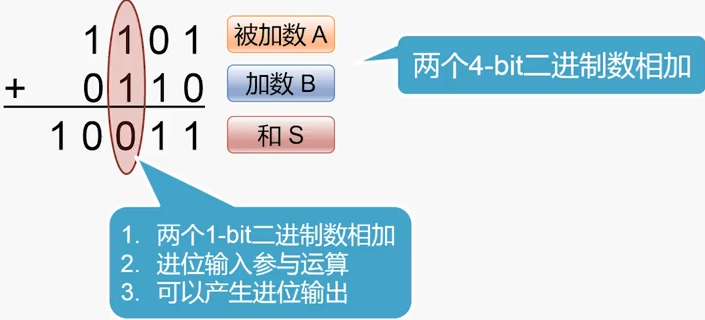 1 1 0 1 被加数 A
+ 0 1 1 0 加数 B
1 0 0 1 1 和 S
两个4-bit二进制数相加
1. 两个1-bit二进制数相加
2. 进位输入参与运算
3. 可以产生进位输出